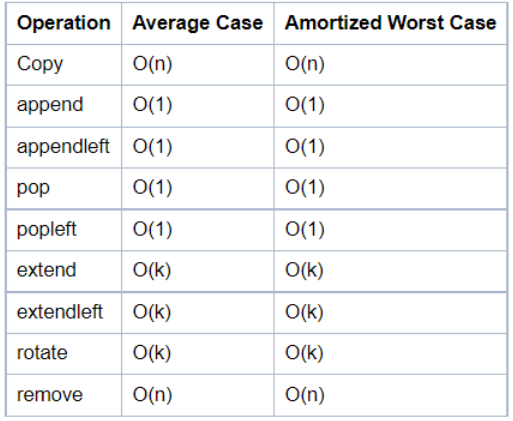 Operation Average Case Amortized Worst Case
Copy O(n) O(n)
append O(1) O(1)
appendleft O(1) O(1)
pop O(1) O(1)
popleft O(1) O(1)
extend O(k) O(k)
extendleft O(k) O(k)
rotate O(k) O(k)
remove O(n) O(n)